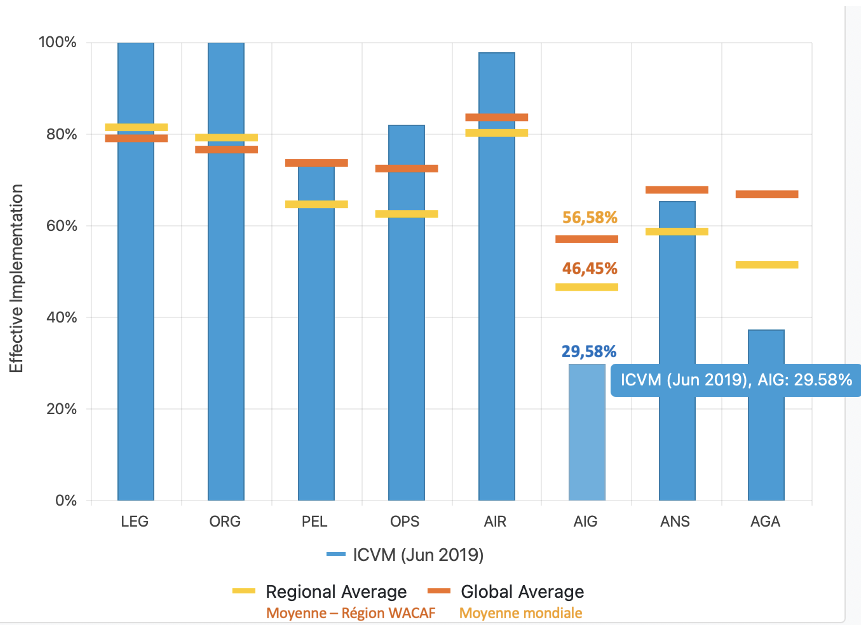 Effective Implementation
100%
80%
60%
40%
20%
0%
56,58%
46,45%
29,58%
ICVM (Jun 2019), AIG: 29.58%
LEG ORG PEL OPS AIR AIG ANS AGA
ICVM (Jun 2019)
Regional Average Global Average
Moyenne – Région WACAF Moyenne mondiale